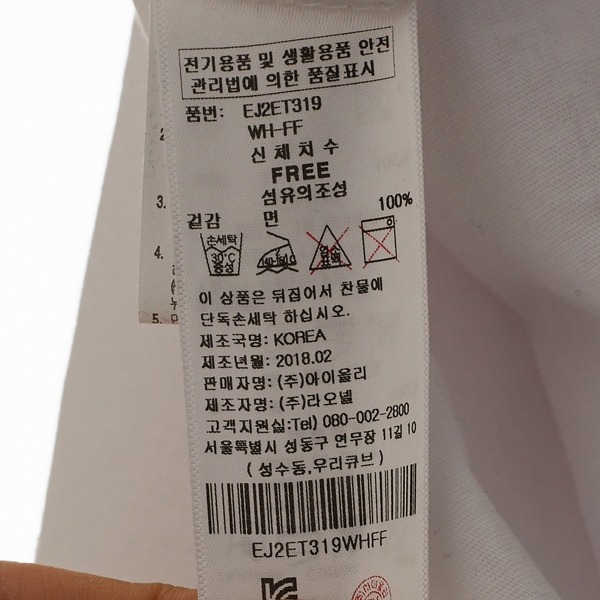 전기용품 및 생활용품 안전
관리법에 의한 품질표시
품번: EJ2ET319
WH-FF
신체치수
FREE
섬유의조성
100%
겉감 면
손세탁
30℃
중성
140-160℃
이 상품은 뒤집어서 찬물에
단독손세탁 하십시오.
제조국명: KOREA
제조년월: 2018.02
판매자명: (주)아이올리
제조자명: (주)라오넬
고객지원실:Tel) 080-002-2800
서울특별시 성동구 연무장 11길 10
(성수동,우리큐브)
EJ2ET319WHFF
2.
3.
4.
5.